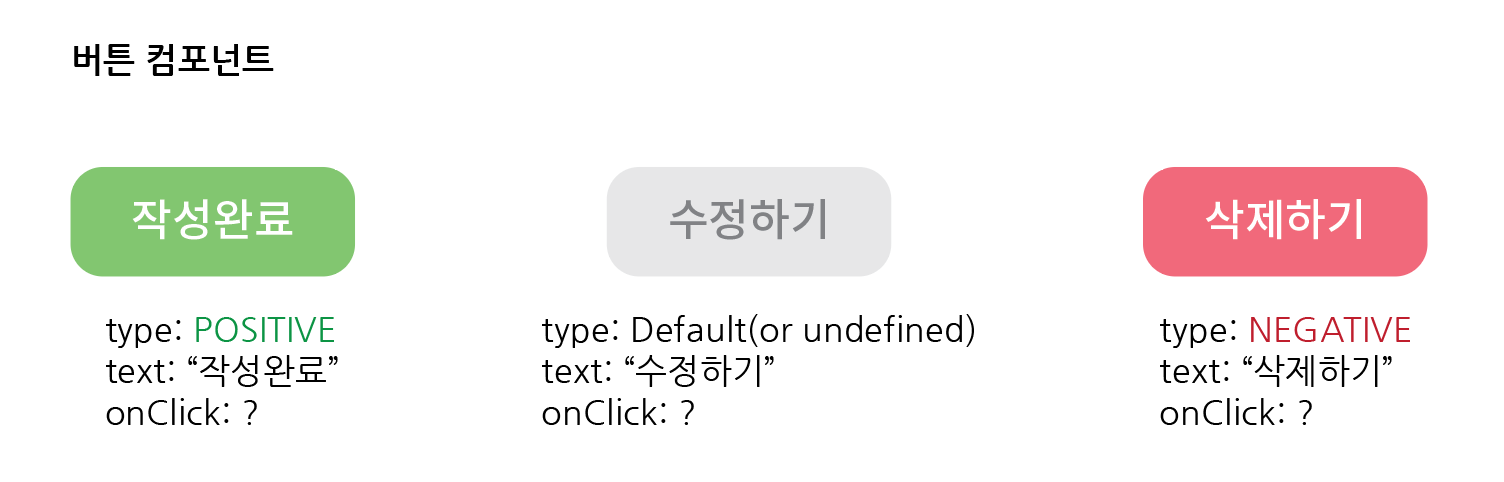 버튼 컴포넌트
작성완료
수정하기
삭제하기
type: POSITIVE
text: “작성완료”
onClick: ?
type: Default(or undefined)
text: “수정하기”
onClick: ?
type: NEGATIVE
text: “삭제하기”
onClick: ?